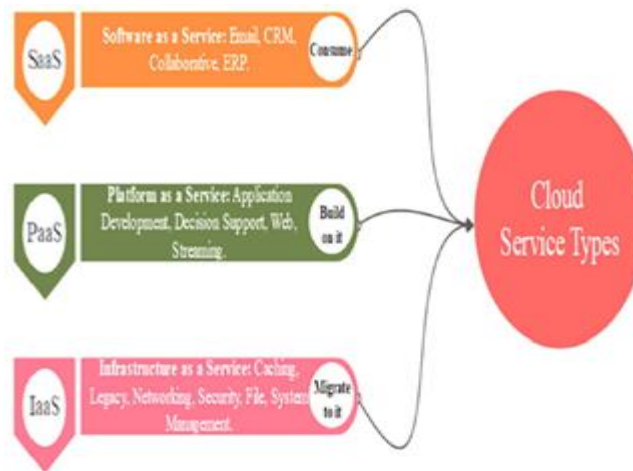 SaaS
Software as a Service: Email, CRM,
Collaborative, ERP.
Consume
PaaS
Platform as a Service: Application
Development, Decision Support, Web,
Streaming.
Build
on it
IaaS
Infrastructure as a Service: Caching,
Legacy, Networking, Security, File, System
Management.
Migrate
to it
Cloud
Service Types